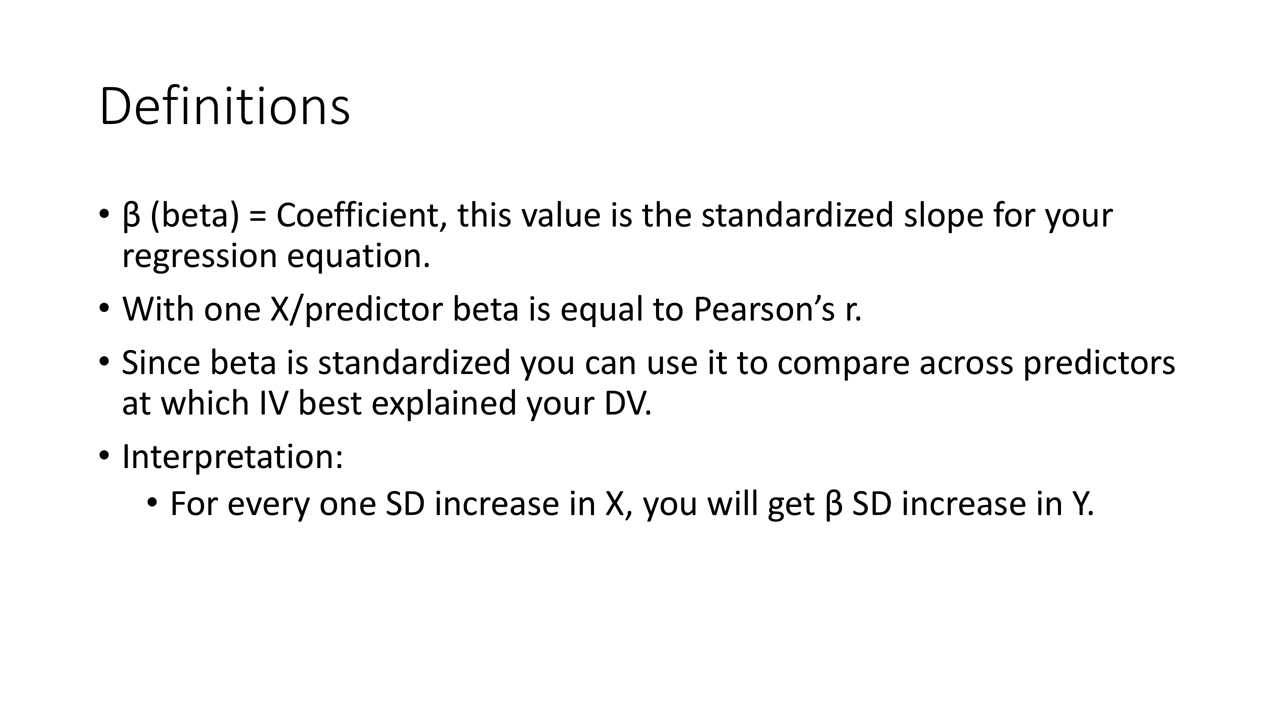 Definitions
• β (beta) = Coefficient, this value is the standardized slope for your
regression equation.
• With one X/predictor beta is equal to Pearson’s r.
• Since beta is standardized you can use it to compare across predictors
at which IV best explained your DV.
• Interpretation:
• For every one SD increase in X, you will get β SD increase in Y.